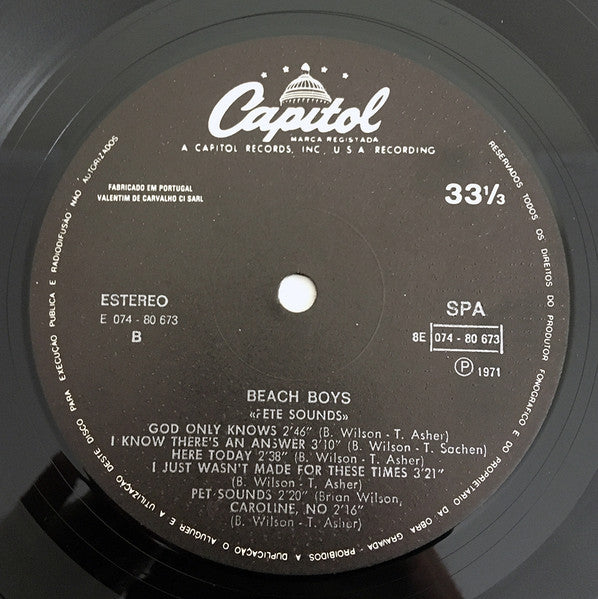 Capitol
MARCA REGISTADA
A CAPITOL RECORDS, INC, U S A RECORDING
FABRICADO EM PORTUGAL
VALENTIM DE CARVALHO CI SARL
33⅓
ESTEREO
E 074 - 80 673
B
SPA
8E 074 - 80 673
Ⓟ 1971
BEACH BOYS
«PETE SOUNDS»
GOD ONLY KNOWS 2'46" (B. Wilson - T. Asher)
I KNOW THERE'S AN ANSWER 3'10" (B. Wilson - T. Sachen)
HERE TODAY 2'38" (B. Wilson - T. Asher)
I JUST WASN'T MADE FOR THESE TIMES 3'21"
(B. Wilson - T. Asher)
PET SOUNDS 2'20" (Brian Wilson,
CAROLINE, NO 2'16"
(B. Wilson - T. Asher)
RESERVADOS TODOS OS DIREITOS DO PRODUTOR FONOGRAFICO E DO PROPRIETARIO DA OBRA GRAVADA - PROIBIDOS A DUPLICAÇÃO O ALUGUER E A UTILIZAÇÃO DESTE DISCO PARA EXECUÇÃO PUBLICA E RADIODIFUSÃO NÃO AUTORIZADOS